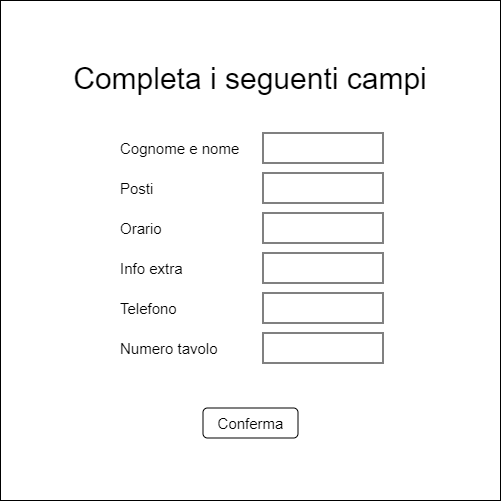 Completa i seguenti campi
Cognome e nome
Posti
Orario
Info extra
Telefono
Numero tavolo
Conferma